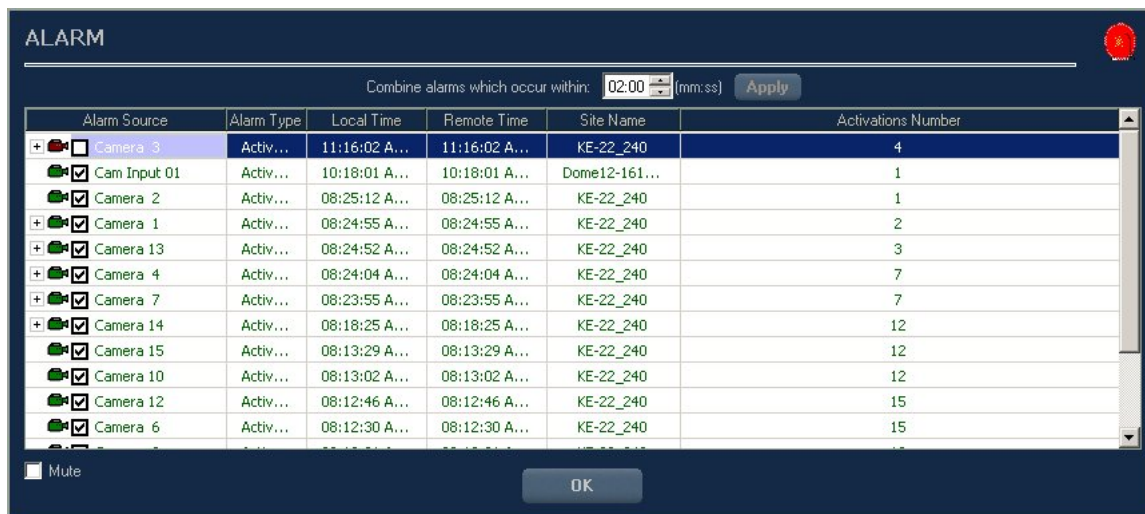 ALARM
Combine alarms which occur within: 02:00 (mm:ss) Apply
Alarm Source Alarm Type Local Time Remote Time Site Name Activations Number
Camera 3 Activ... 11:16:02 A... 11:16:02 A... KE-22_240 4
Cam Input 01 Activ... 10:18:01 A... 10:18:01 A... Dome12-161... 1
Camera 2 Activ... 08:25:12 A... 08:25:12 A... KE-22_240 1
Camera 1 Activ... 08:24:55 A... 08:24:55 A... KE-22_240 2
Camera 13 Activ... 08:24:52 A... 08:24:52 A... KE-22_240 3
Camera 4 Activ... 08:24:04 A... 08:24:04 A... KE-22_240 7
Camera 7 Activ... 08:23:55 A... 08:23:55 A... KE-22_240 7
Camera 14 Activ... 08:18:25 A... 08:18:25 A... KE-22_240 12
Camera 15 Activ... 08:13:29 A... 08:13:29 A... KE-22_240 12
Camera 10 Activ... 08:13:02 A... 08:13:02 A... KE-22_240 12
Camera 12 Activ... 08:12:46 A... 08:12:46 A... KE-22_240 15
Camera 6 Activ... 08:12:30 A... 08:12:30 A... KE-22_240 15
Mute
OK